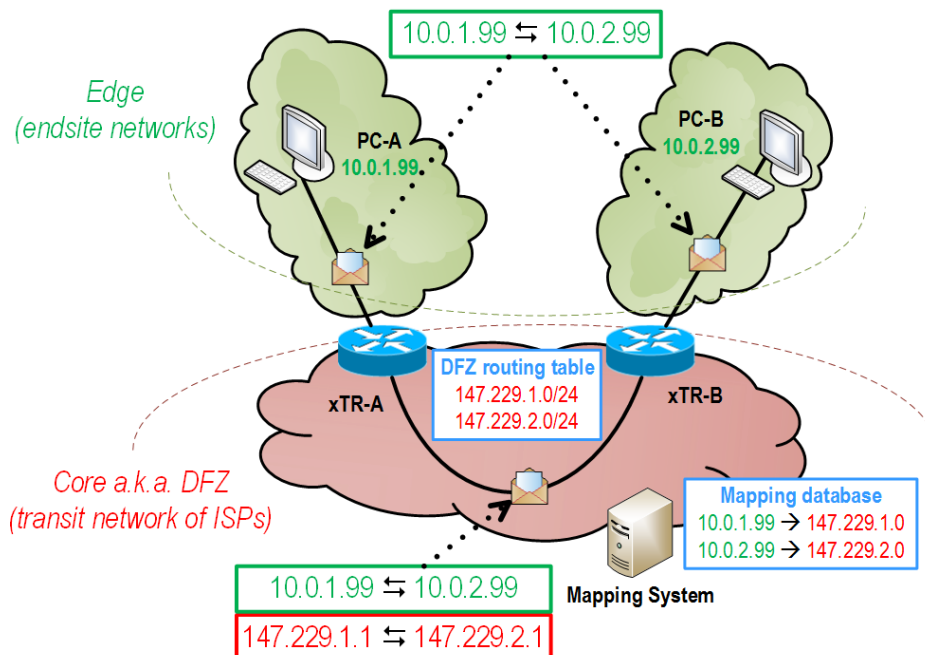 10.0.1.99 ⇆ 10.0.2.99
Edge
(endsite networks)
PC-A
10.0.1.99
PC-B
10.0.2.99
DFZ routing table
147.229.1.0/24
147.229.2.0/24
xTR-A
xTR-B
Core a.k.a. DFZ
(transit network of ISPs)
Mapping database
10.0.1.99 → 147.229.1.0
10.0.2.99 → 147.229.2.0
Mapping System
10.0.1.99 ⇆ 10.0.2.99
147.229.1.1 ⇆ 147.229.2.1